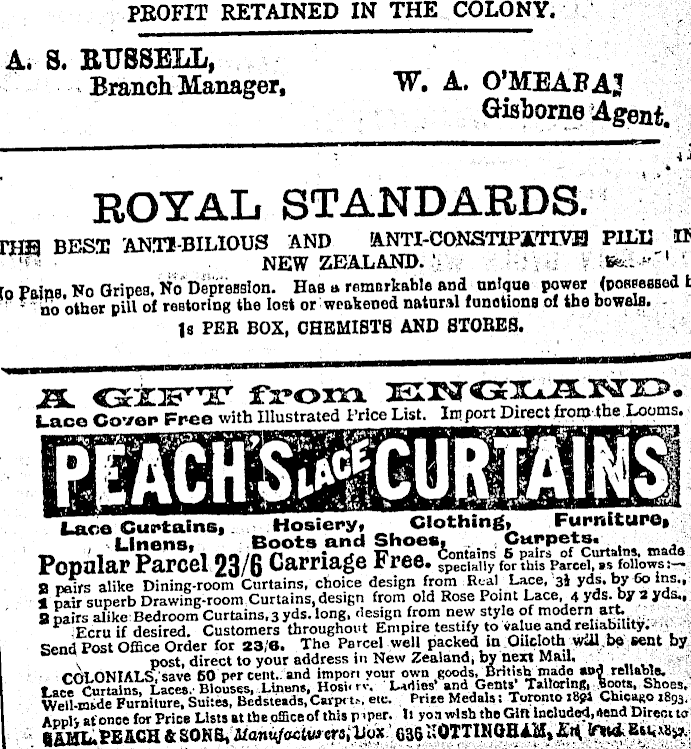 PROFIT RETAINED IN THE COLONY.
A. S. RUSSELL,
Branch Manager,
W. A. O'MEARA,
Gisborne Agent.
ROYAL STANDARDS.
THE BEST ANTI-BILIOUS AND ANTI-CONSTIPATIVE PILL IN
NEW ZEALAND.
No Pains, No Gripes, No Depression. Has a remarkable and unique power (possessed b
no other pill of restoring the lost or weakened natural functions of the bowels.
1s PER BOX, CHEMISTS AND STORES.
A GIFT from ENGLAND.
Lace Cover Free with Illustrated Price List. Import Direct from the Looms.
PEACH'S LACE CURTAINS
Lace Curtains, Hosiery, Clothing, Furniture,
Linens, Boots and Shoes, Carpets.
Popular Parcel 23/6 Carriage Free. Contains 5 pairs of Curtains, made
specially for this Parcel, as follows:—
2 pairs alike Dining-room Curtains, choice design from Real Lace, 3½ yds. by 60 ins.,
1 pair superb Drawing-room Curtains, design from old Rose Point Lace, 4 yds. by 2 yds.,
2 pairs alike Bedroom Curtains, 3 yds. long, design from new style of modern art.
Ecru if desired. Customers throughout Empire testify to value and reliability.
Send Post Office Order for 23/6. The Parcel well packed in Oilcloth will be sent by
post, direct to your address in New Zealand, by next Mail.
COLONIALS, save 50 per cent. and import your own goods. British made and reliable.
Lace Curtains, Laces, Blouses, Linens, Hosiery, Ladies' and Gents' Tailoring, Boots, Shoes,
Well-made Furniture, Suites, Bedsteads, Carpets, etc. Prize Medals: Toronto 1892 Chicago 1893.
Apply at once for Price Lists at the office of this paper. If you wish the Gift included, send Direct to
SAML. PEACH & SONS, Manufacturers, Box 636 NOTTINGHAM, Est. 1857.